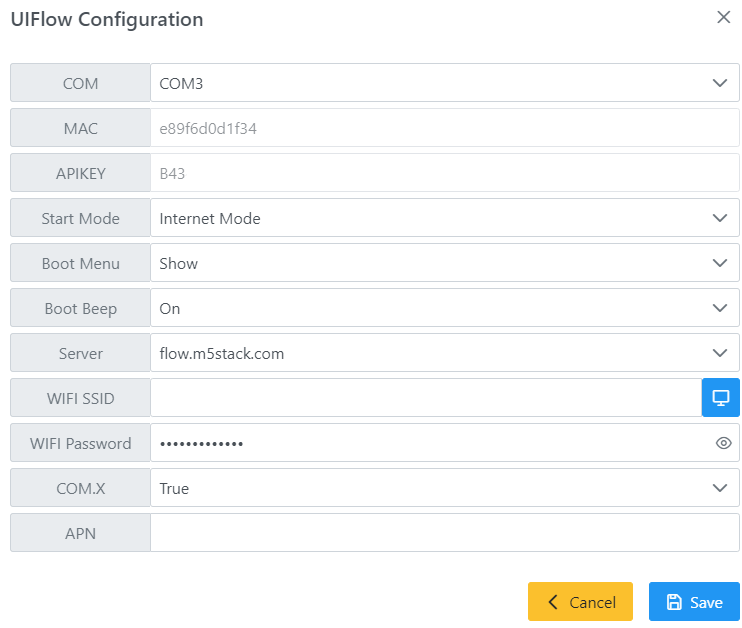 UIFlow Configuration
COM COM3
MAC e89f6d0d1f34
APIKEY B43
Start Mode Internet Mode
Boot Menu Show
Boot Beep On
Server flow.m5stack.com
WIFI SSID
WIFI Password •••••••••••••
COM.X True
APN
Cancel Save